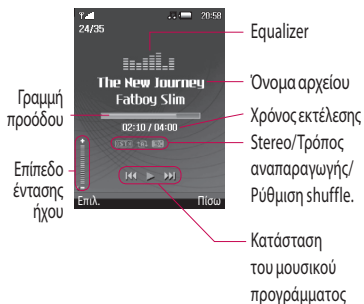 20:58
24/35
The New Journey
Fatboy Slim
02:10 / 04:00
Επιλ.
Πίσω
Γραμμή
προόδου
Επίπεδο
έντασης
ήχου
Equalizer
Όνομα αρχείου
Χρόνος εκτέλεσης
Stereo/Τρόπος
αναπαραγωγής/
Ρύθμιση shuffle.
Κατάσταση
του μουσικού
προγράμματος